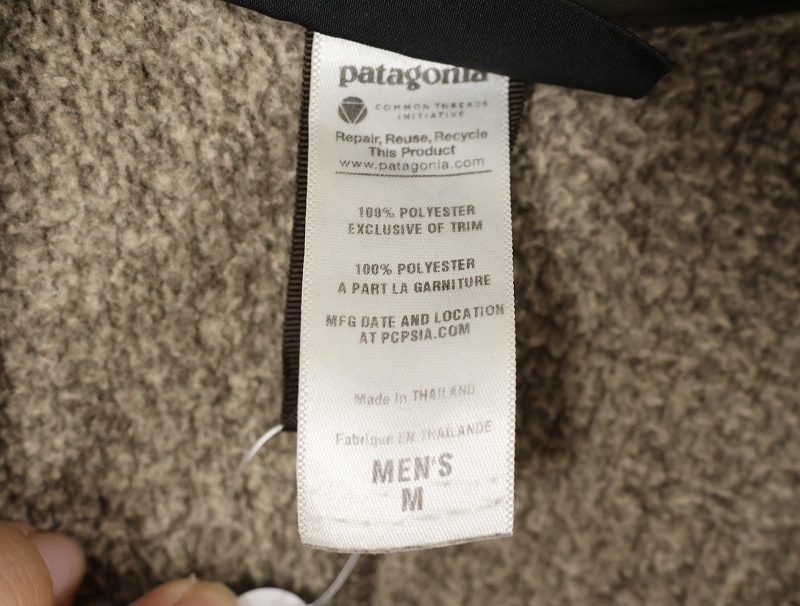 patagonia
COMMON THREADS
INITIATIVE
Repair, Reuse, Recycle
This Product
www.patagonia.com
100% POLYESTER
EXCLUSIVE OF TRIM
100% POLYESTER
A PART LA GARNITURE
MFG DATE AND LOCATION
AT PCPSIA.COM
Made in THAILAND
Fabrique EN THAILANDE
MEN'S
M